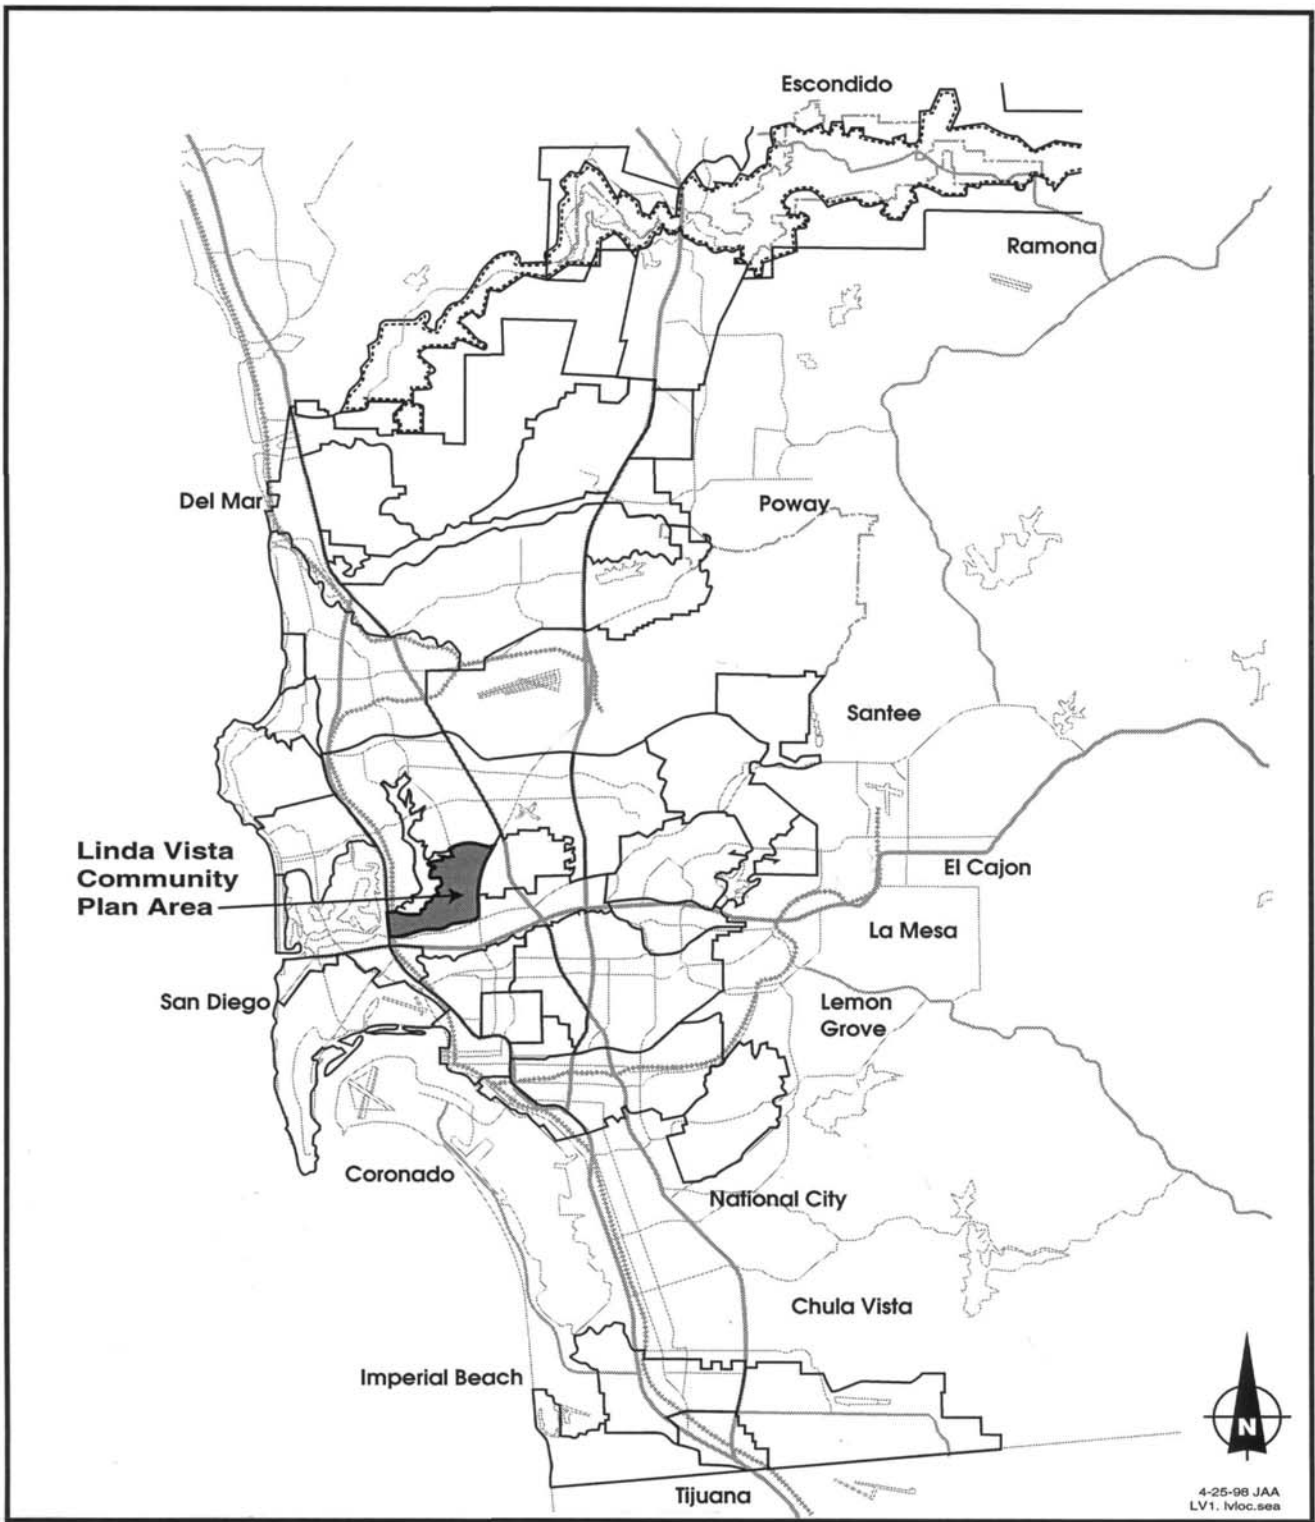 Escondido
Ramona
Del Mar
Poway
Santee
Linda Vista
Community
Plan Area
El Cajon
La Mesa
San Diego
Lemon
Grove
Coronado
National City
Chula Vista
Imperial Beach
N
Tijuana
4-25-98 JAA
LV1. lvloc.sea